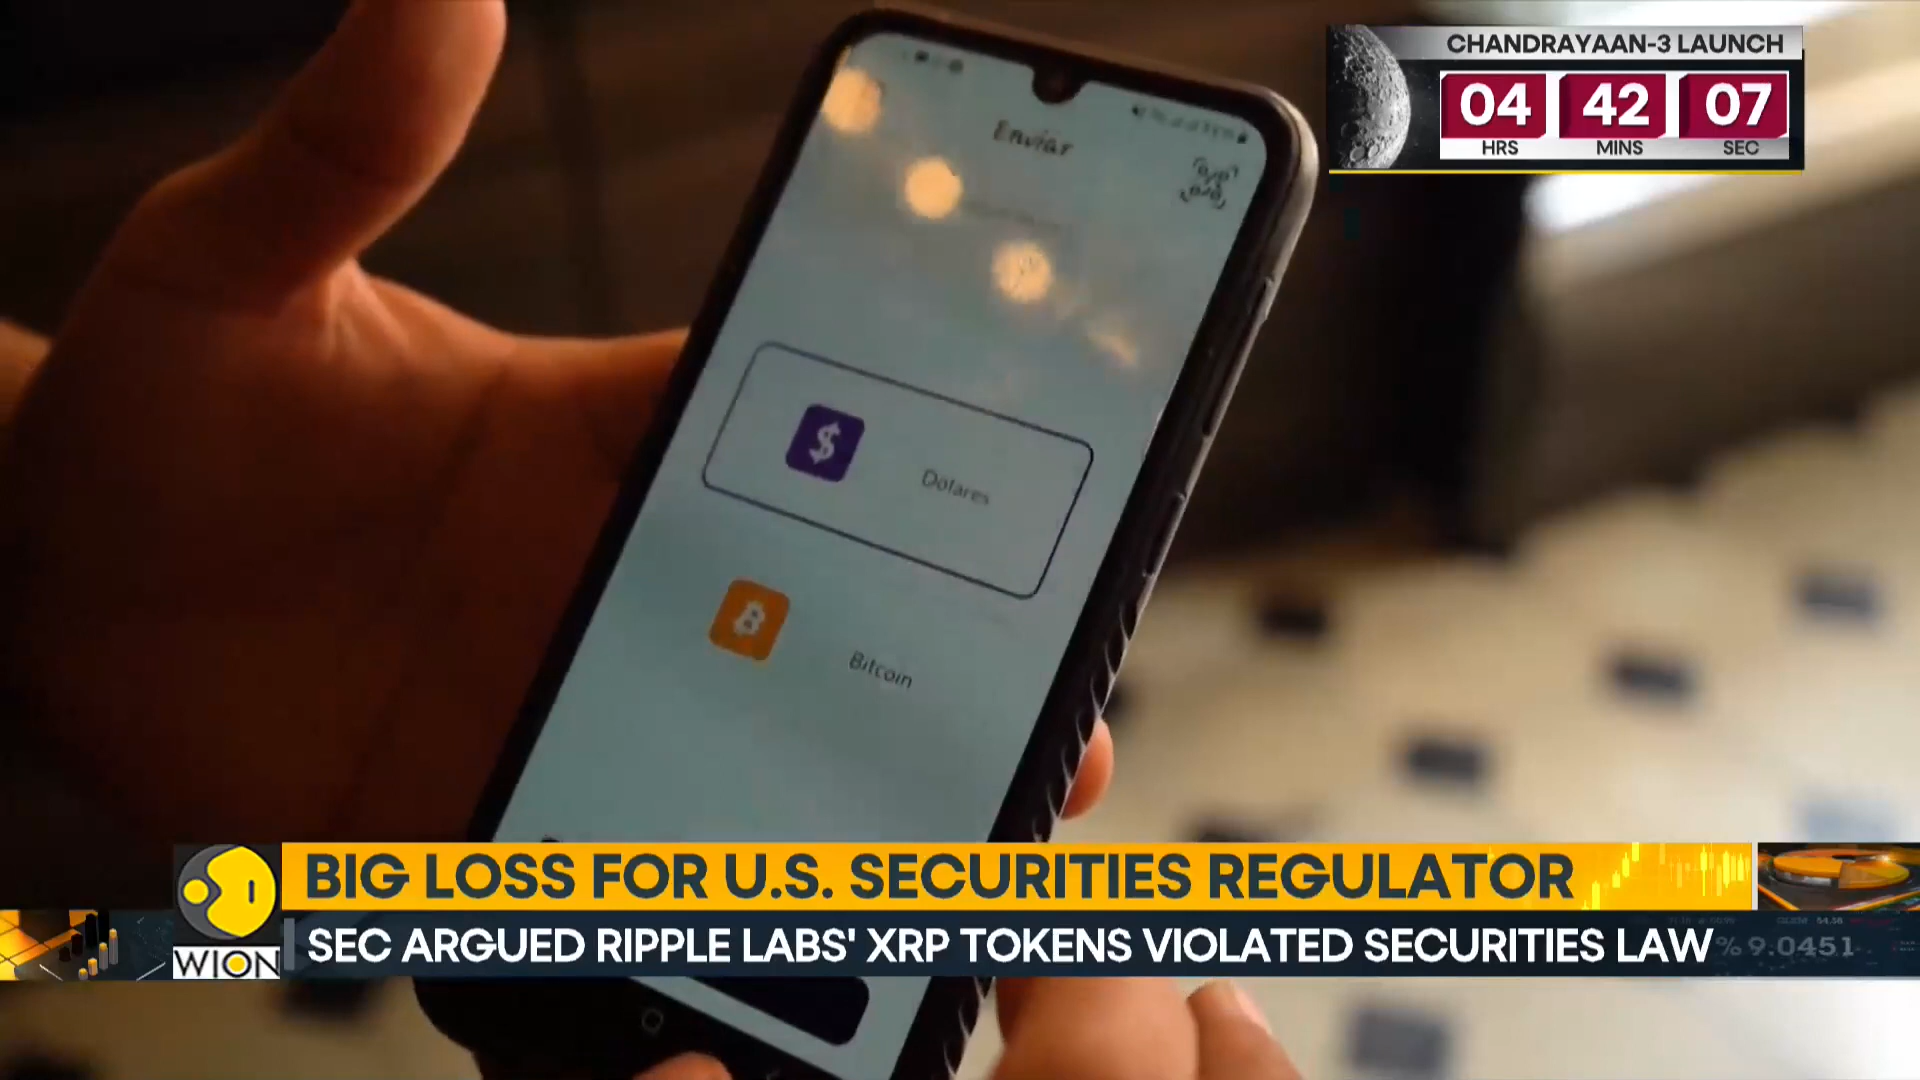 CHANDRAYAAN-3 LAUNCH
04 42 07
HRS MINS SEC
Enviar
$ Dólares
Bitcoin
BIG LOSS FOR U.S. SECURITIES REGULATOR
WION
SEC ARGUED RIPPLE LABS' XRP TOKENS VIOLATED SECURITIES LAW
% 9.0451